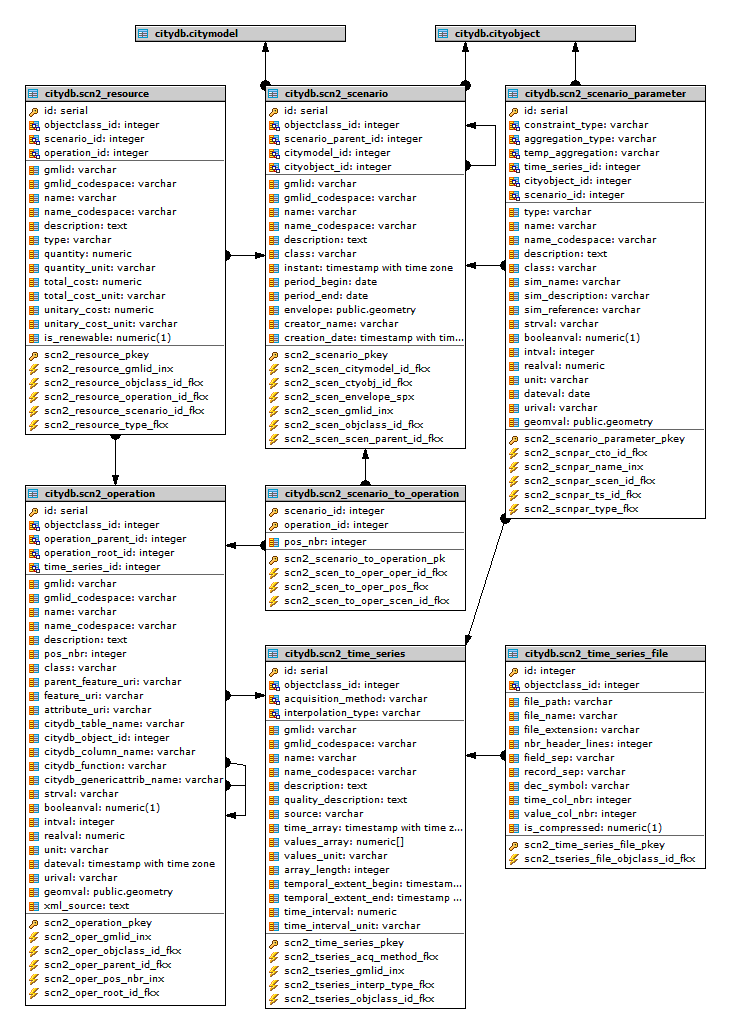 citydb.citymodel
citydb.cityobject
citydb.scn2_resource
id: serial
objectclass_id: integer
scenario_id: integer
operation_id: integer
gmlid: varchar
gmlid_codespace: varchar
name: varchar
name_codespace: varchar
description: text
type: varchar
quantity: numeric
quantity_unit: varchar
total_cost: numeric
total_cost_unit: varchar
unitary_cost: numeric
unitary_cost_unit: varchar
is_renewable: numeric(1)
scn2_resource_pkey
scn2_resource_gmlid_inx
scn2_resource_objclass_id_fkx
scn2_resource_operation_id_fkx
scn2_resource_scenario_id_fkx
scn2_resource_type_fkx
citydb.scn2_scenario
id: serial
objectclass_id: integer
scenario_parent_id: integer
citymodel_id: integer
cityobject_id: integer
gmlid: varchar
gmlid_codespace: varchar
name: varchar
name_codespace: varchar
description: text
class: varchar
instant: timestamp with time zone
period_begin: date
period_end: date
envelope: public.geometry
creator_name: varchar
creation_date: timestamp with tim...
scn2_scenario_pkey
scn2_scen_citymodel_id_fkx
scn2_scen_ctyobj_id_fkx
scn2_scen_envelope_spx
scn2_scen_gmlid_inx
scn2_scen_objclass_id_fkx
scn2_scen_scen_parent_id_fkx
citydb.scn2_scenario_parameter
id: serial
constraint_type: varchar
aggregation_type: varchar
temp_aggregation: varchar
time_series_id: integer
cityobject_id: integer
scenario_id: integer
type: varchar
name: varchar
name_codespace: varchar
description: text
class: varchar
sim_name: varchar
sim_description: varchar
sim_reference: varchar
strval: varchar
booleanval: numeric(1)
intval: integer
realval: numeric
unit: varchar
dateval: date
urival: varchar
geomval: public.geometry
scn2_scenario_parameter_pkey
scn2_scnpar_cto_id_fkx
scn2_scnpar_name_inx
scn2_scnpar_scen_id_fkx
scn2_scnpar_ts_id_fkx
scn2_scnpar_type_fkx
citydb.scn2_operation
id: serial
objectclass_id: integer
operation_parent_id: integer
operation_root_id: integer
time_series_id: integer
gmlid: varchar
gmlid_codespace: varchar
name: varchar
name_codespace: varchar
description: text
pos_nbr: integer
class: varchar
parent_feature_uri: varchar
feature_uri: varchar
attribute_uri: varchar
citydb_table_name: varchar
citydb_object_id: integer
citydb_column_name: varchar
citydb_function: varchar
citydb_genericattrib_name: varchar
strval: varchar
booleanval: numeric(1)
intval: integer
realval: numeric
unit: varchar
dateval: timestamp with time zone
urival: varchar
geomval: public.geometry
xml_source: text
scn2_operation_pkey
scn2_oper_gmlid_inx
scn2_oper_objclass_id_fkx
scn2_oper_parent_id_fkx
scn2_oper_pos_nbr_inx
scn2_oper_root_id_fkx
citydb.scn2_scenario_to_operation
scenario_id: integer
operation_id: integer
pos_nbr: integer
scn2_scenario_to_operation_pk
scn2_scen_to_oper_oper_id_fkx
scn2_scen_to_oper_pos_fkx
scn2_scen_to_oper_scen_id_fkx
citydb.scn2_time_series
id: serial
objectclass_id: integer
acquisition_method: varchar
interpolation_type: varchar
gmlid: varchar
gmlid_codespace: varchar
name: varchar
name_codespace: varchar
description: text
quality_description: text
source: varchar
time_array: timestamp with time z...
values_array: numeric[]
values_unit: varchar
array_length: integer
temporal_extent_begin: timestam...
temporal_extent_end: timestamp ...
time_interval: numeric
time_interval_unit: varchar
scn2_time_series_pkey
scn2_tseries_acq_method_fkx
scn2_tseries_gmlid_inx
scn2_tseries_interp_type_fkx
scn2_tseries_objclass_id_fkx
citydb.scn2_time_series_file
id: integer
objectclass_id: integer
file_path: varchar
file_name: varchar
file_extension: varchar
nbr_header_lines: integer
field_sep: varchar
record_sep: varchar
dec_symbol: varchar
time_col_nbr: integer
value_col_nbr: integer
is_compressed: numeric(1)
scn2_time_series_file_pkey
scn2_tseries_file_objclass_id_fkx